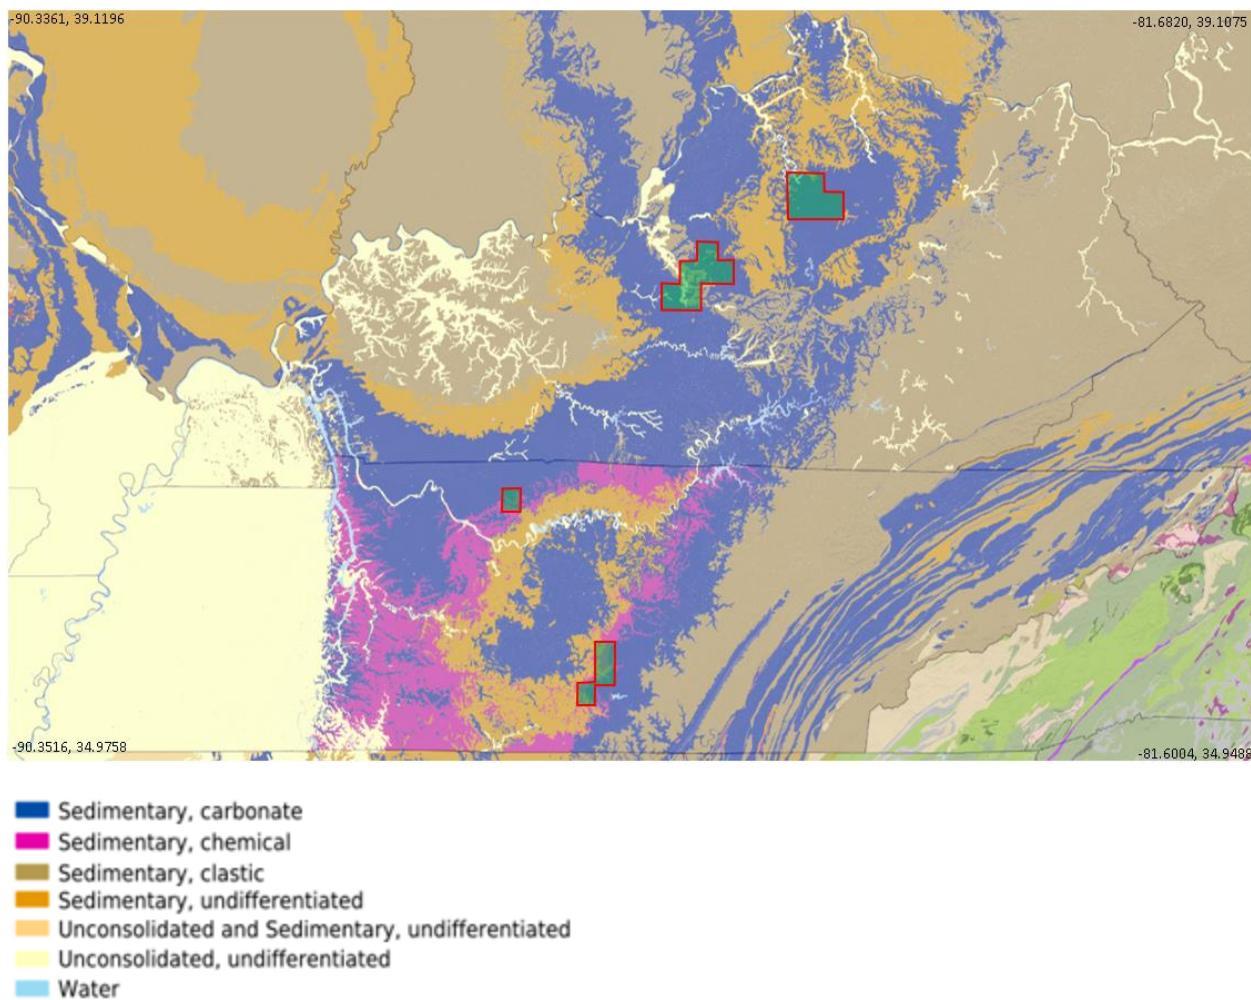 -90.3361, 39.1196
-81.6820, 39.1075
-90.3516, 34.9758
-81.6004, 34.9488
Sedimentary, carbonate
Sedimentary, chemical
Sedimentary, clastic
Sedimentary, undifferentiated
Unconsolidated and Sedimentary, undifferentiated
Unconsolidated, undifferentiated
Water